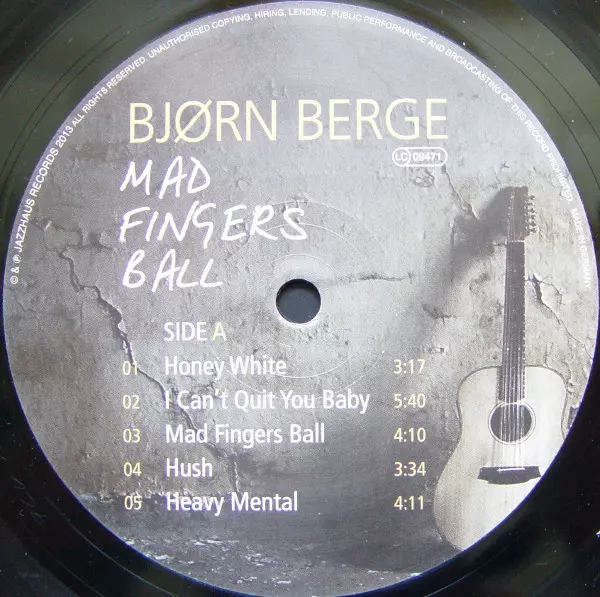 © & ℗ JAZZHAUS RECORDS 2013 ALL RIGHTS RESERVED. UNAUTHORISED COPYING, HIRING, LENDING, PUBLIC PERFORMANCE AND BROADCASTING OF THIS RECORD PROHIBITED. MADE IN GERMANY
BJØRN BERGE
LC 09471
MAD
FINGERS
BALL
SIDE A
01 Honey White 3:17
02 I Can't Quit You Baby 5:40
03 Mad Fingers Ball 4:10
04 Hush 3:34
05 Heavy Mental 4:11